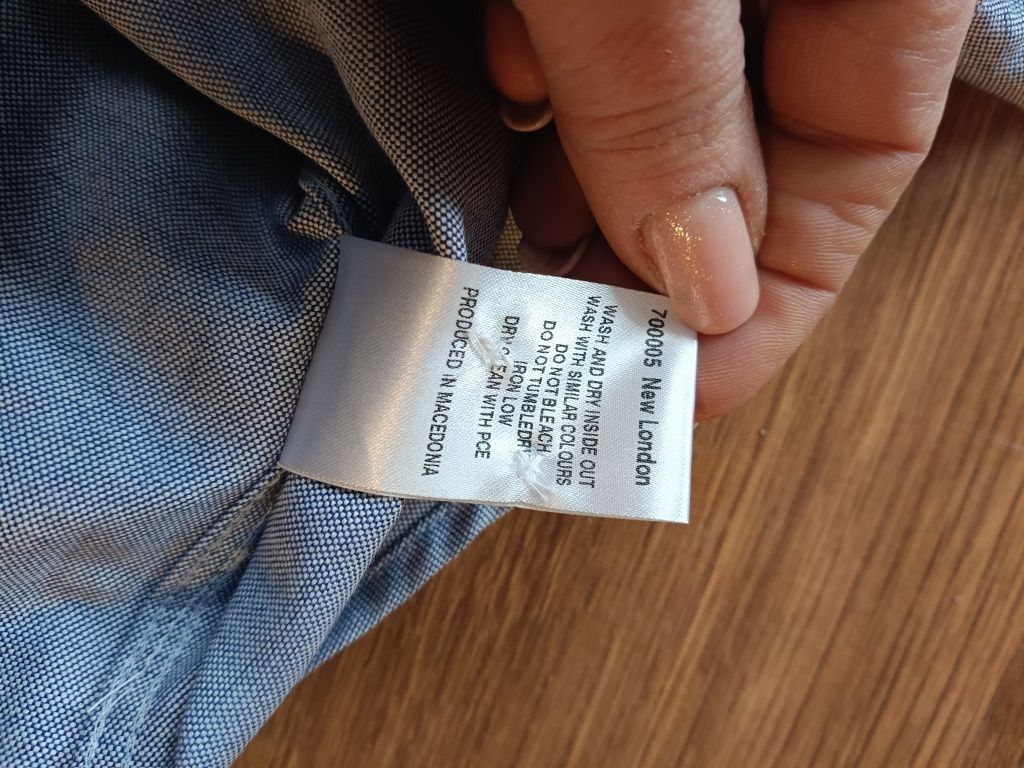 700005 New London
WASH AND DRY INSIDE OUT
WASH WITH SIMILAR COLOURS
DO NOT BLEACH
DO NOT TUMBLE
IRON LOW
DRY WITH PCE
PRODUCED IN MACEDONIA